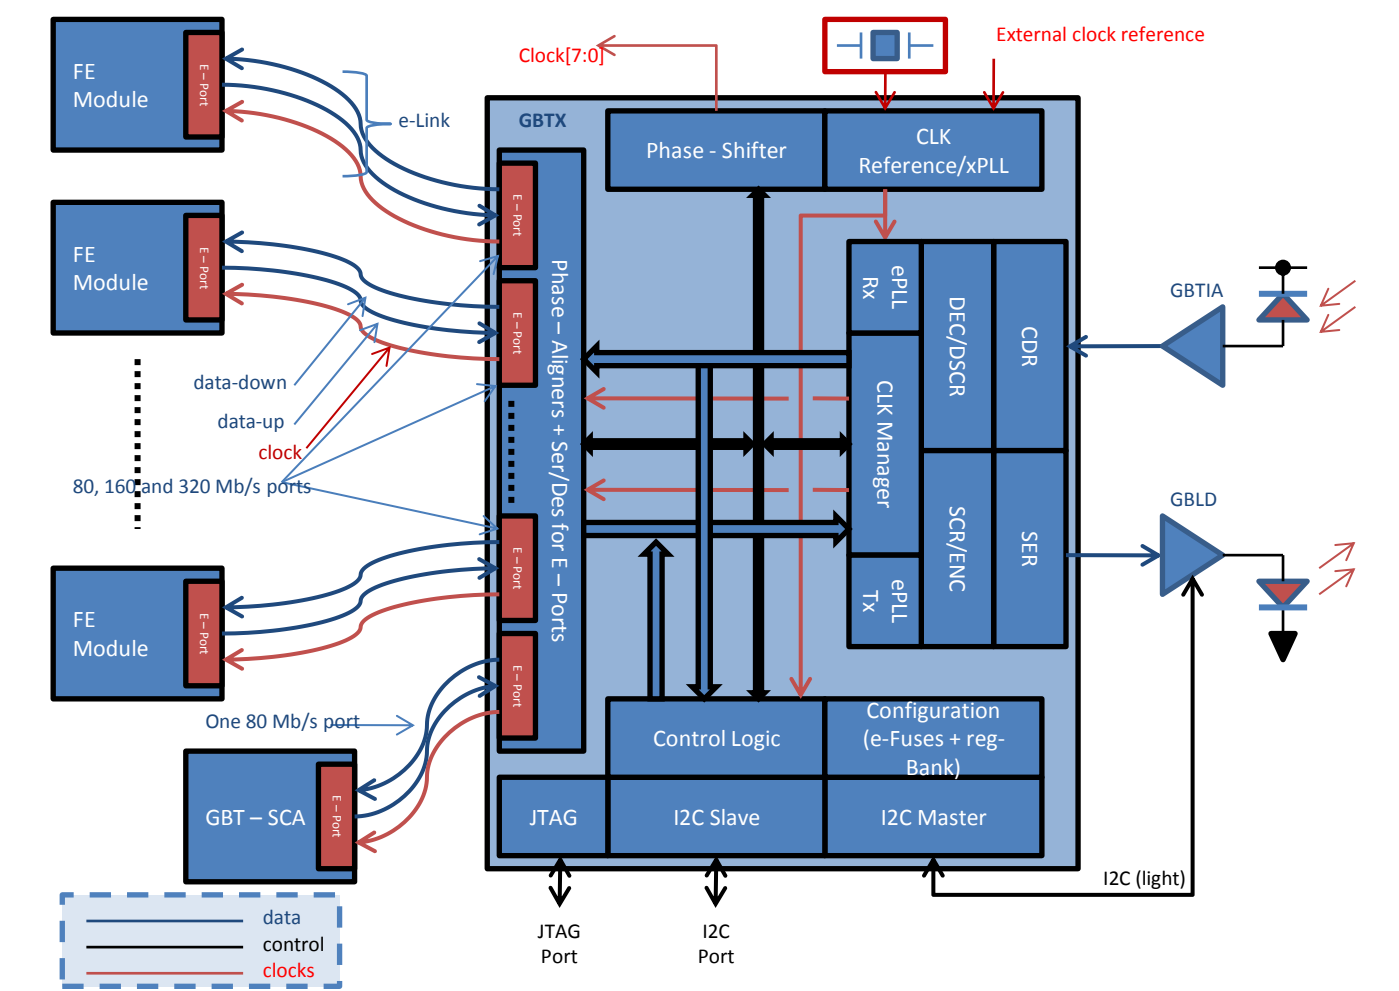 Clock[7:0]
External clock reference
FE
Module
E – Port
e-Link
GBTX
Phase - Shifter
CLK
Reference/xPLL
E – Port
FE
Module
E – Port
E – Port
Phase – Aligners + Ser/Des for E – Ports
ePLL
Rx
DEC/DSCR
CDR
GBTIA
data-down
data-up
clock
80, 160 and 320 Mb/s ports
CLK Manager
GBLD
SCR/ENC
SER
ePLL
Tx
E – Port
FE
Module
E – Port
E – Port
One 80 Mb/s port
Control Logic
Configuration
(e-Fuses + reg-
Bank)
GBT – SCA
E – Port
JTAG
I2C Slave
I2C Master
I2C (light)
data
control
clocks
JTAG
Port
I2C
Port